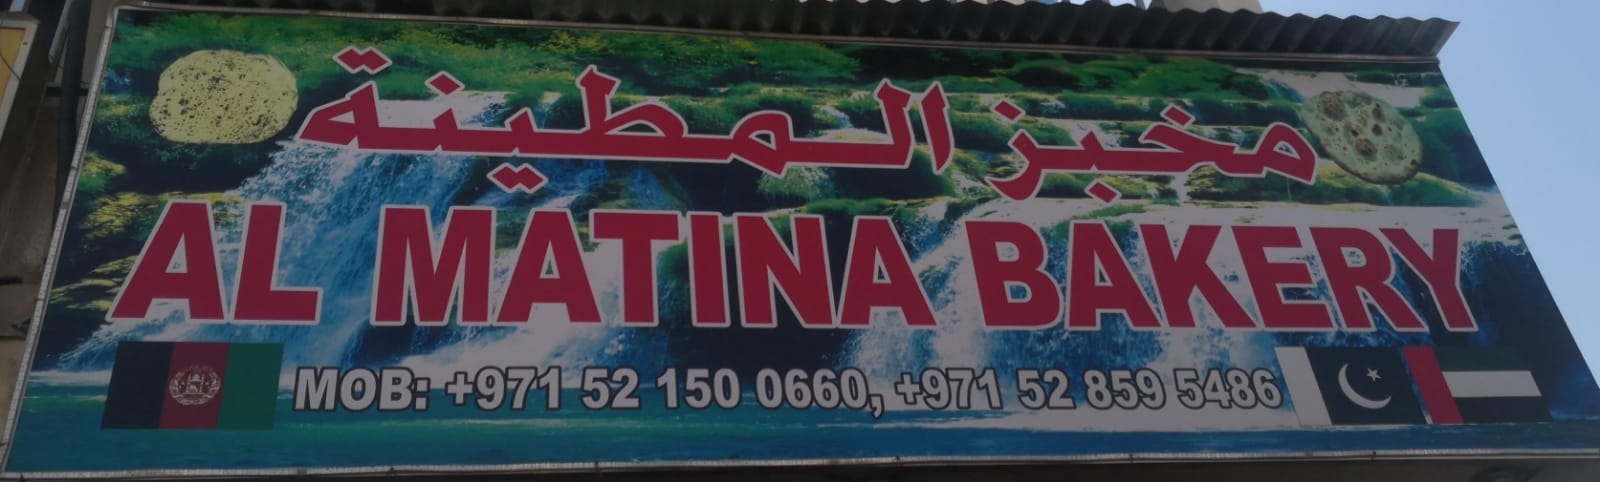 مخبز المطينة
AL MATINA BAKERY
MOB: +971 52 150 0660, +971 52 859 5486